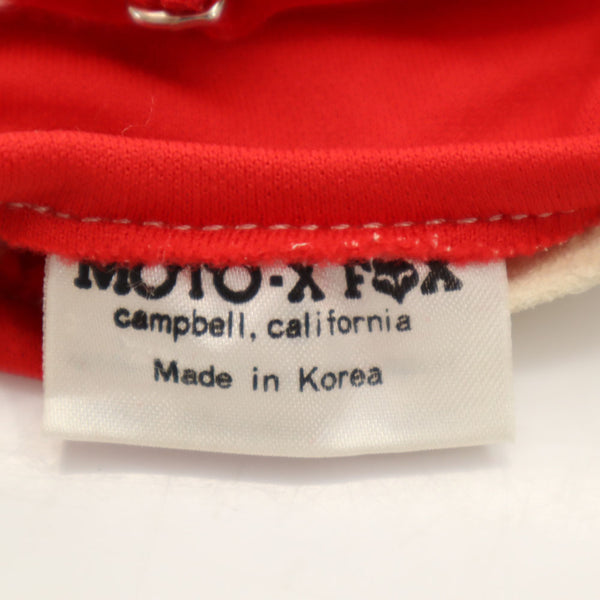 MOTO-X FOX
campbell, california
Made in Korea